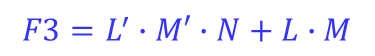 F3 = L′ · M′ · N + L · M